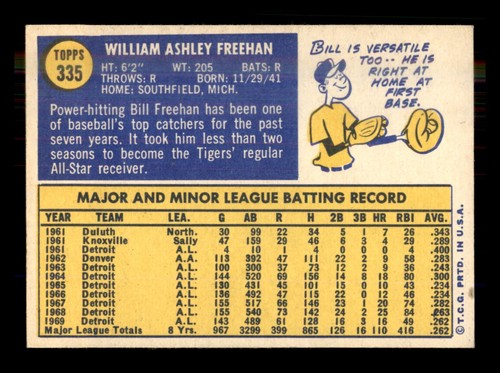 TOPPS
335
WILLIAM ASHLEY FREEHAN
HT: 6'2" WT: 205 BATS: R
THROWS: R BORN: 11/29/41
HOME: SOUTHFIELD, MICH.
Power-hitting Bill Freehan has been one
of baseball's top catchers for the past
seven years. It took him less than two
seasons to become the Tigers' regular
All-Star receiver.
BILL IS VERSATILE
TOO-- HE IS
RIGHT AT
HOME AT
FIRST
BASE.
MAJOR AND MINOR LEAGUE BATTING RECORD
YEAR TEAM LEA. G AB R H 2B 3B HR RBI AVG.
1961 Duluth North. 30 99 22 34 5 1 7 26 .343
1961 Knoxville Sally 47 159 29 46 6 3 4 29 .289
1961 Detroit A.L. 4 10 1 4 0 0 0 4 .400
1962 Denver A.A. 113 392 47 111 22 2 9 58 .283
1963 Detroit A.L. 100 300 37 73 12 2 9 36 .243
1964 Detroit A.L. 144 520 69 156 14 8 18 80 .300
1965 Detroit A.L. 130 431 45 101 15 0 10 43 .234
1966 Detroit A.L. 136 492 47 115 22 0 12 46 .234
1967 Detroit A.L. 155 517 66 146 23 1 20 74 .282
1968 Detroit A.L. 155 540 73 142 24 2 25 84 .263
1969 Detroit A.L. 143 489 61 128 16 3 16 49 .262
Major League Totals 8 Yrs. 967 3299 399 865 126 16 110 416 .262
© T.C.G. PRTD. IN U.S.A.